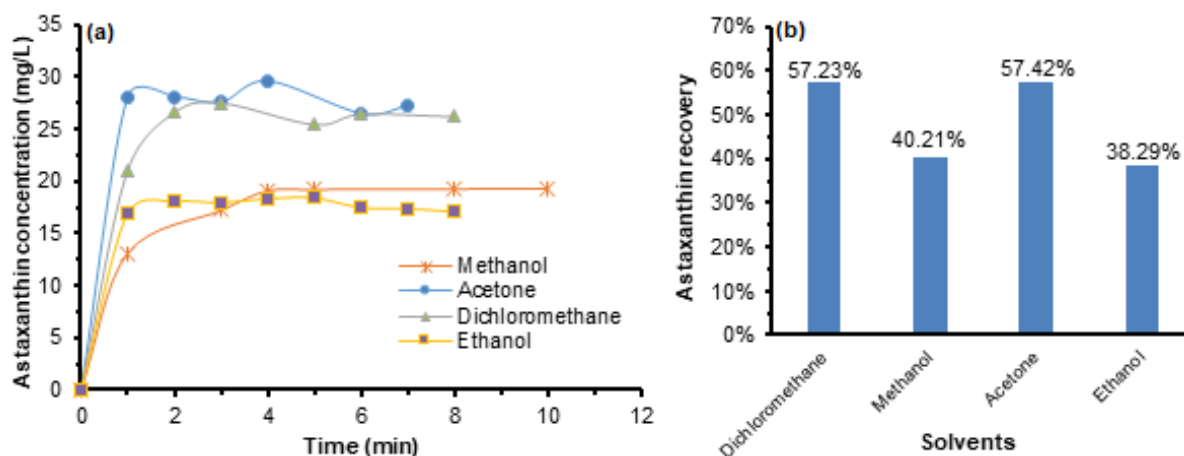 (a)
Astaxanthin concentration (mg/L)
35
30
25
20
15
10
5
0
0 2 4 6 8 10 12
Time (min)
Methanol
Acetone
Dichloromethane
Ethanol
(b)
Astaxanthin recovery
70%
60%
50%
40%
30%
20%
10%
0%
57.23%
40.21%
57.42%
38.29%
Dichloromethane
Methanol
Acetone
Ethanol
Solvents